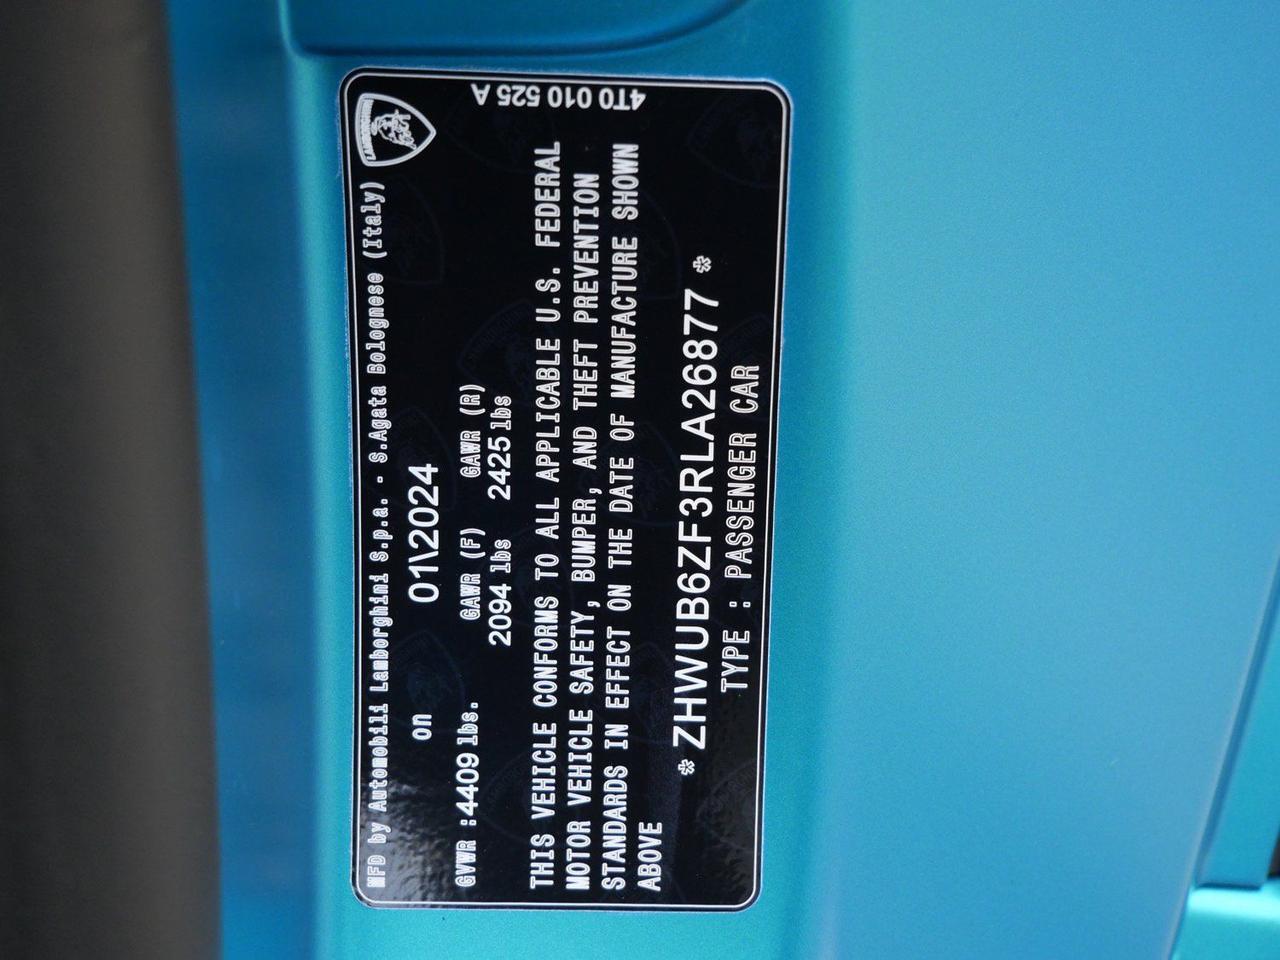 MFD by Automobili Lamborghini S.p.a. - S.Agata Bolognese (Italy)
LAMBORGHINI
on 01\2024
GVWR :4409 lbs. GAWR (F) GAWR (R)
2094 lbs 2425 lbs
THIS VEHICLE CONFORMS TO ALL APPLICABLE U.S. FEDERAL
MOTOR VEHICLE SAFETY, BUMPER, AND THEFT PREVENTION
STANDARDS IN EFFECT ON THE DATE OF MANUFACTURE SHOWN
ABOVE
* ZHWUB6ZF3RLA26877 *
TYPE : PASSENGER CAR
4T0 010 525 A